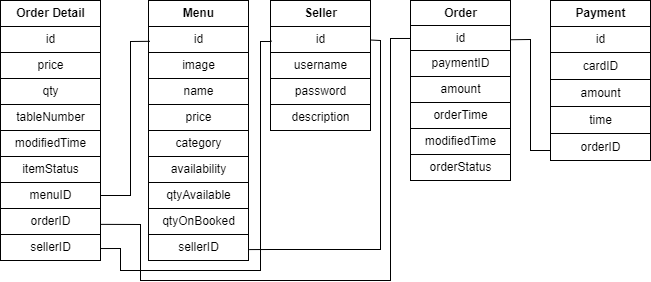 Order Detail
id
price
qty
tableNumber
modifiedTime
itemStatus
menuID
orderID
sellerID
Menu
id
image
name
price
category
availability
qtyAvailable
qtyOnBooked
sellerID
Seller
id
username
password
description
Order
id
paymentID
amount
orderTime
modifiedTime
orderStatus
Payment
id
cardID
amount
time
orderID